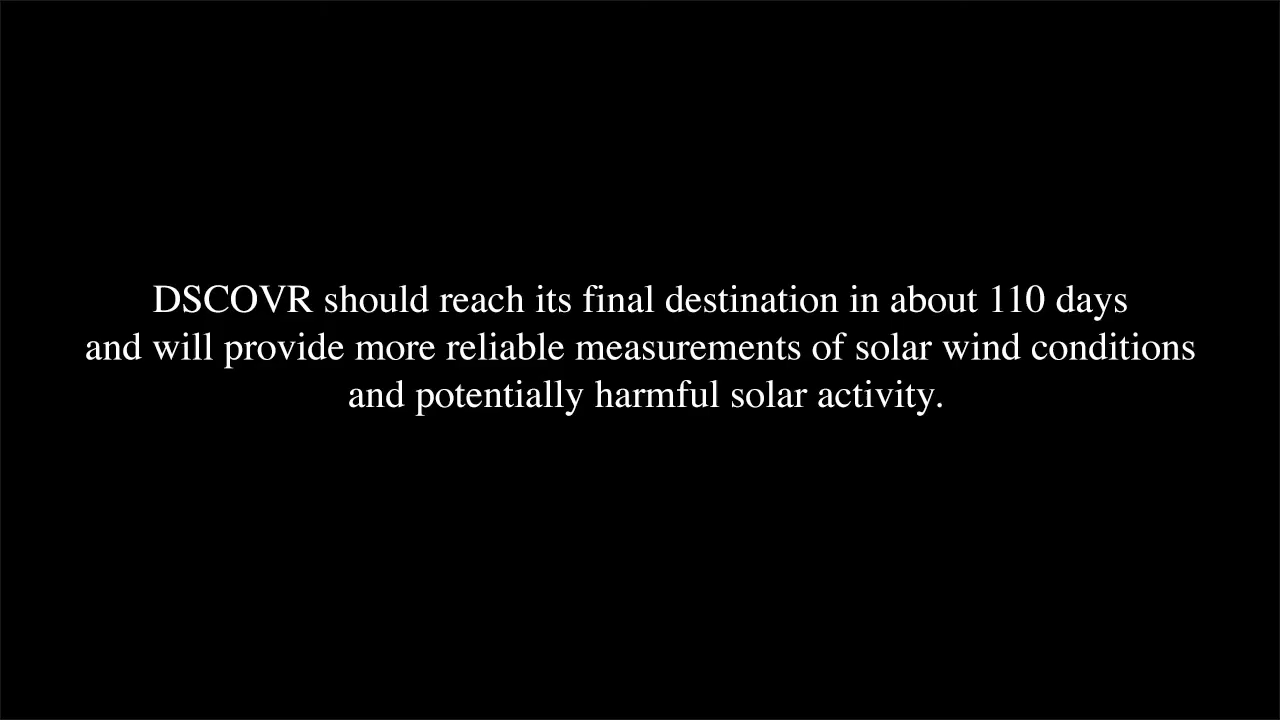 DSCOVR should reach its final destination in about 110 days
and will provide more reliable measurements of solar wind conditions
and potentially harmful solar activity.